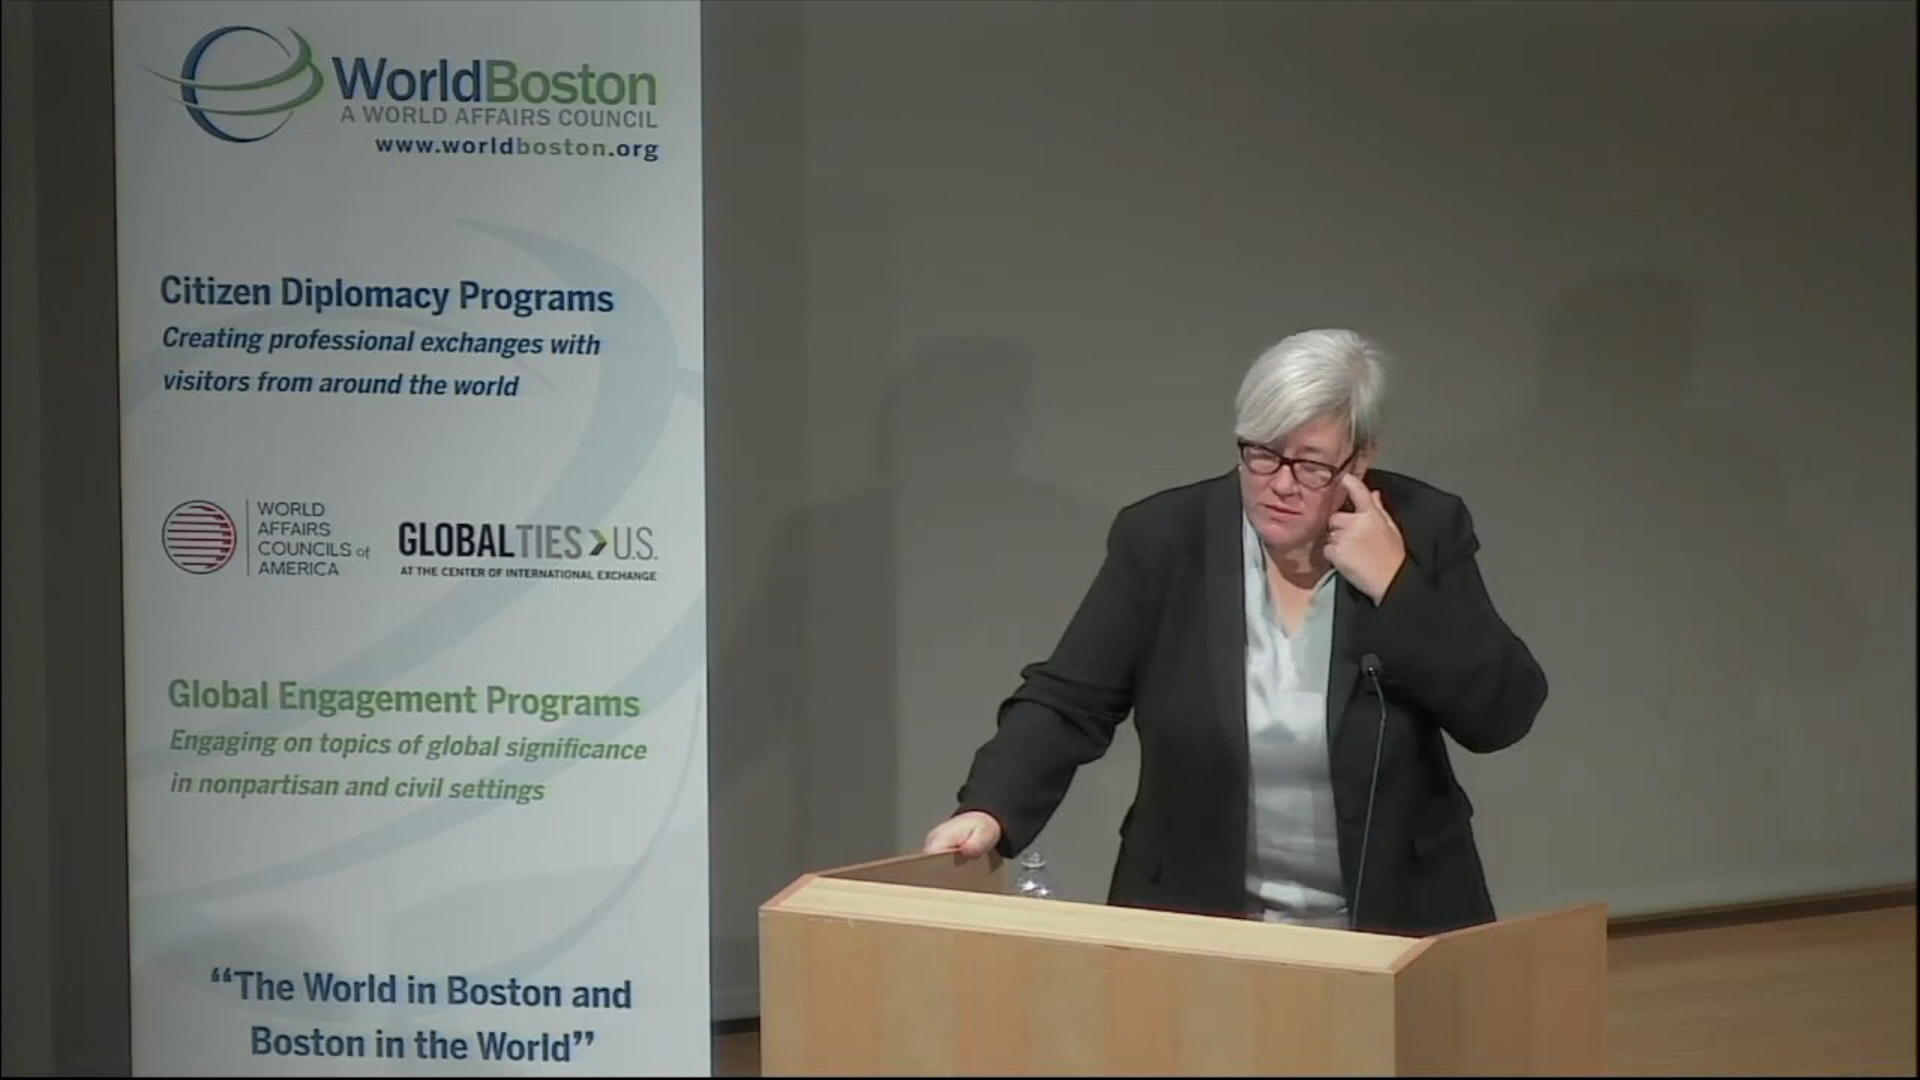 WorldBoston
A WORLD AFFAIRS COUNCIL
www.worldboston.org
Citizen Diplomacy Programs
Creating professional exchanges with
visitors from around the world
WORLD
AFFAIRS
COUNCILS of
AMERICA
GLOBALTIES>U.S.
AT THE CENTER OF INTERNATIONAL EXCHANGE
Global Engagement Programs
Engaging on topics of global significance
in nonpartisan and civil settings
“The World in Boston and
Boston in the World”